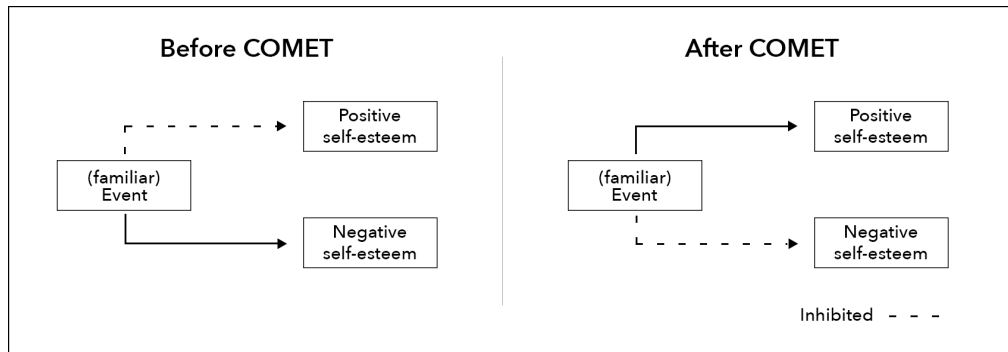 Before COMET
Positive
self-esteem
(familiar)
Event
Negative
self-esteem
After COMET
Positive
self-esteem
(familiar)
Event
Negative
self-esteem
Inhibited